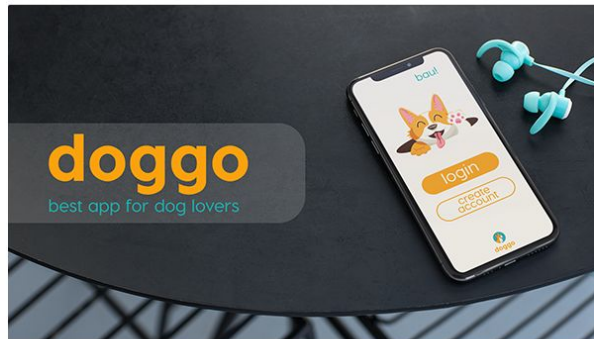 doggo
best app for dog lovers
bau!
login
create
account
doggo